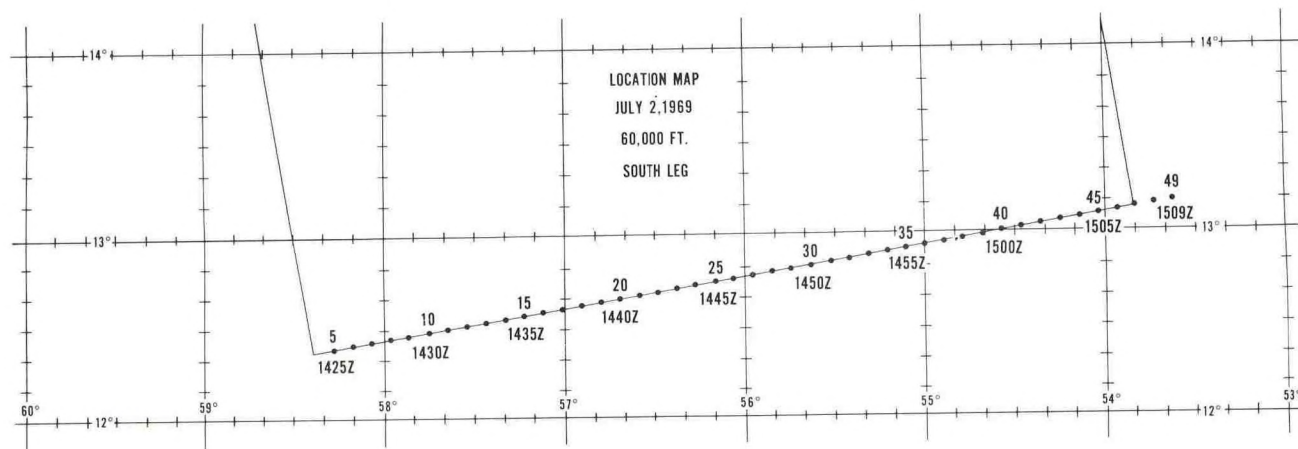 14°
14°
LOCATION MAP
JULY 2,1969
60,000 FT.
SOUTH LEG
49
45
1509Z
40
1505Z
13°
13°
35
1500Z
30
1455Z
25
1450Z
20
1445Z
15
1440Z
10
1435Z
5
1430Z
1425Z
60° 59° 58° 57° 56° 55° 54° 53°
12°
12°